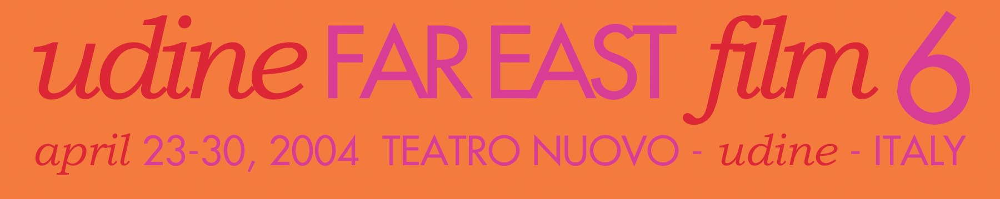 udine FAR EAST film 6
april 23-30, 2004 TEATRO NUOVO - udine - ITALY